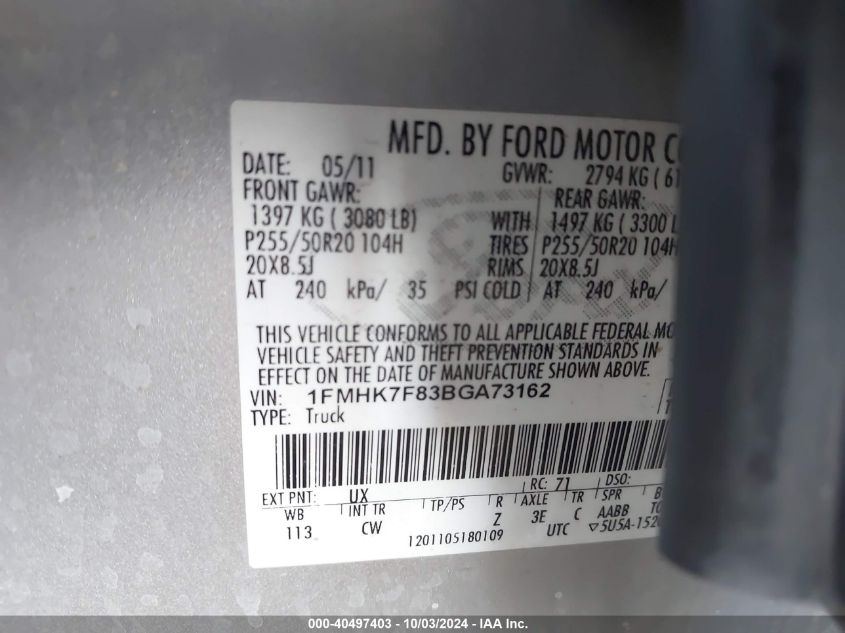 MFD. BY FORD MOTOR CO
DATE: 05/11 GVWR: 2794 KG ( 61
FRONT GAWR: REAR GAWR:
1397 KG ( 3080 LB) WITH 1497 KG ( 3300 L
P255/50R20 104H TIRES P255/50R20 104H
20X8.5J RIMS 20X8.5J
AT 240 kPa/ 35 PSI COLD AT 240 kPa/
THIS VEHICLE CONFORMS TO ALL APPLICABLE FEDERAL MO
VEHICLE SAFETY AND THEFT PREVENTION STANDARDS IN
EFFECT ON THE DATE OF MANUFACTURE SHOWN ABOVE.
VIN: 1FMHK7F83BGA73162
TYPE: Truck
EXT PNT: UX RC: 71 DSO:
WB INT TR TP/PS R AXLE TR SPR
113 CW Z 3E C AABB
1201105180109 UTC ▽5U5A-1520
000-40497403 - 10/03/2024 - IAA Inc.